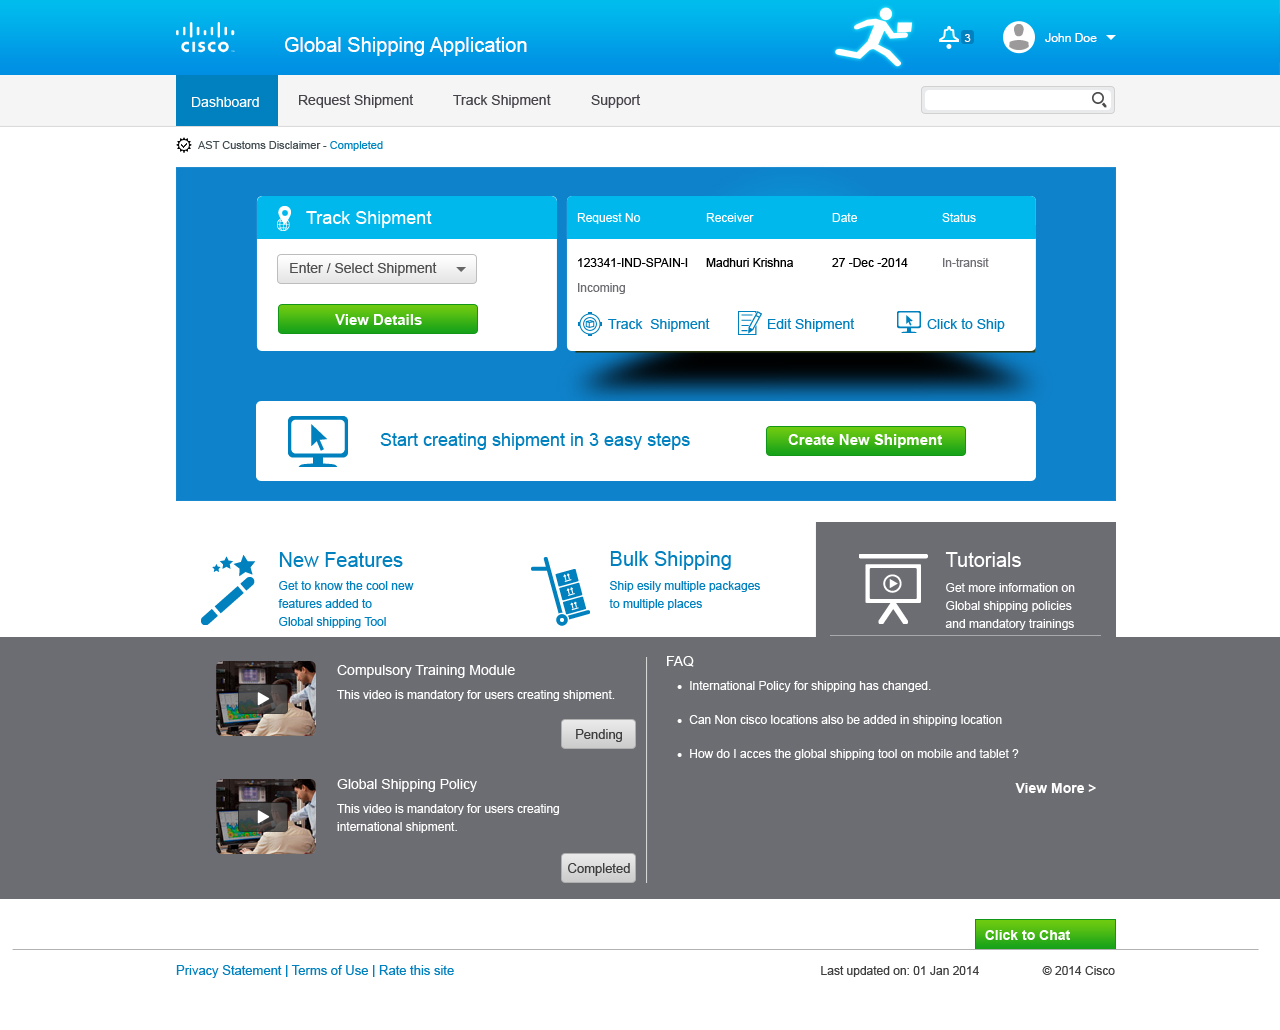 CISCO
Global Shipping Application
3
John Doe
Dashboard
Request Shipment
Track Shipment
Support
AST Customs Disclaimer - Completed
Track Shipment
Enter / Select Shipment
View Details
Request No Receiver Date Status
123341-IND-SPAIN-I Madhuri Krishna 27 -Dec -2014 In-transit
Incoming
Track Shipment
Edit Shipment
Click to Ship
Start creating shipment in 3 easy steps
Create New Shipment
New Features
Get to know the cool new
features added to
Global shipping Tool
Bulk Shipping
Ship esily multiple packages
to multiple places
Tutorials
Get more information on
Global shipping policies
and mandatory trainings
Compulsory Training Module
This video is mandatory for users creating shipment.
Pending
Global Shipping Policy
This video is mandatory for users creating
international shipment.
Completed
FAQ
International Policy for shipping has changed.
Can Non cisco locations also be added in shipping location
How do I acces the global shipping tool on mobile and tablet ?
View More >
Click to Chat
Privacy Statement | Terms of Use | Rate this site
Last updated on: 01 Jan 2014
© 2014 Cisco